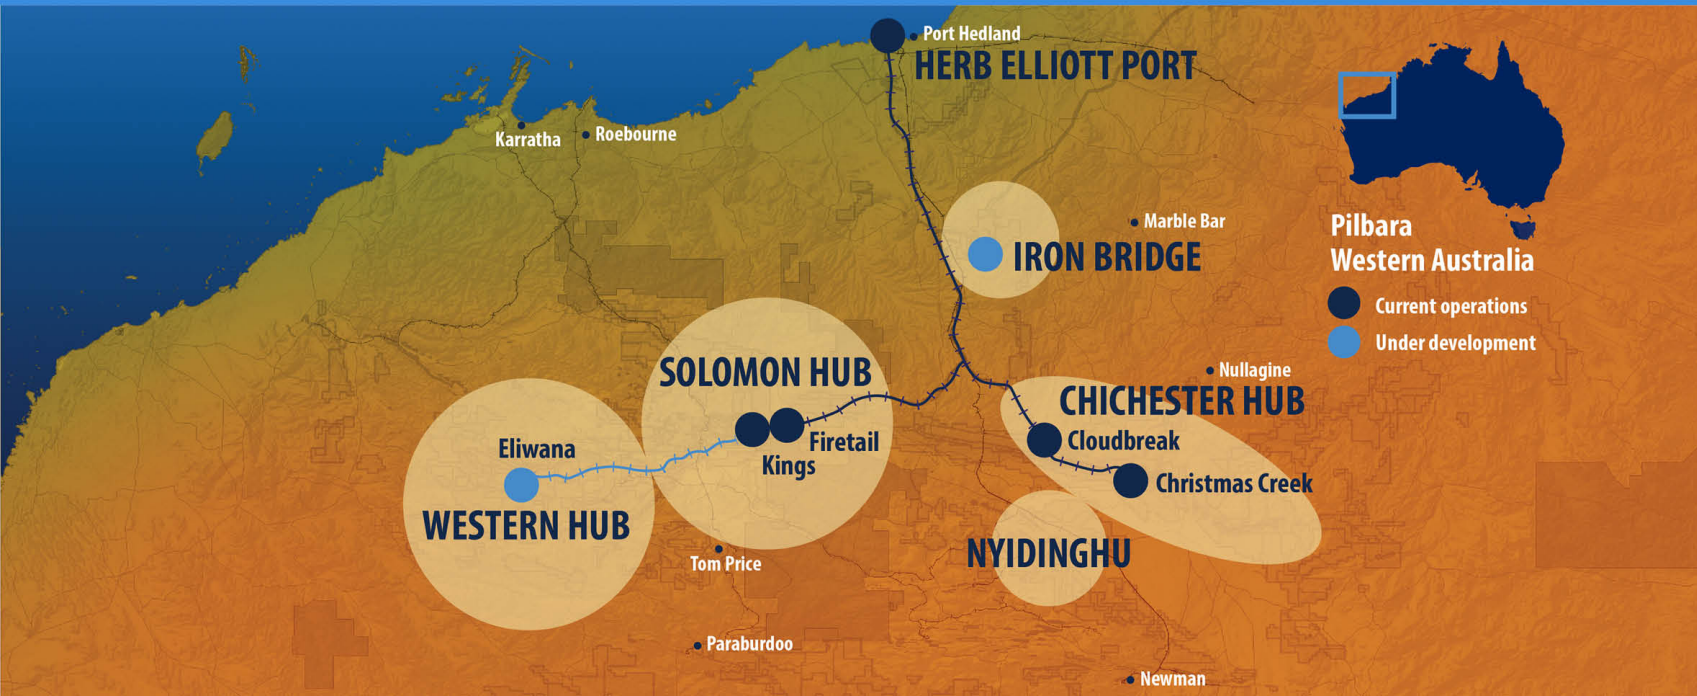 Port Hedland
HERB ELLIOTT PORT
Karratha
Roebourne
Marble Bar
IRON BRIDGE
Pilbara
Western Australia
Current operations
Under development
SOLOMON HUB
Nullagine
CHICHESTER HUB
Firetail
Cloudbreak
Eliwana
Kings
Christmas Creek
WESTERN HUB
NYIDINGHU
Tom Price
Paraburdoo
Newman